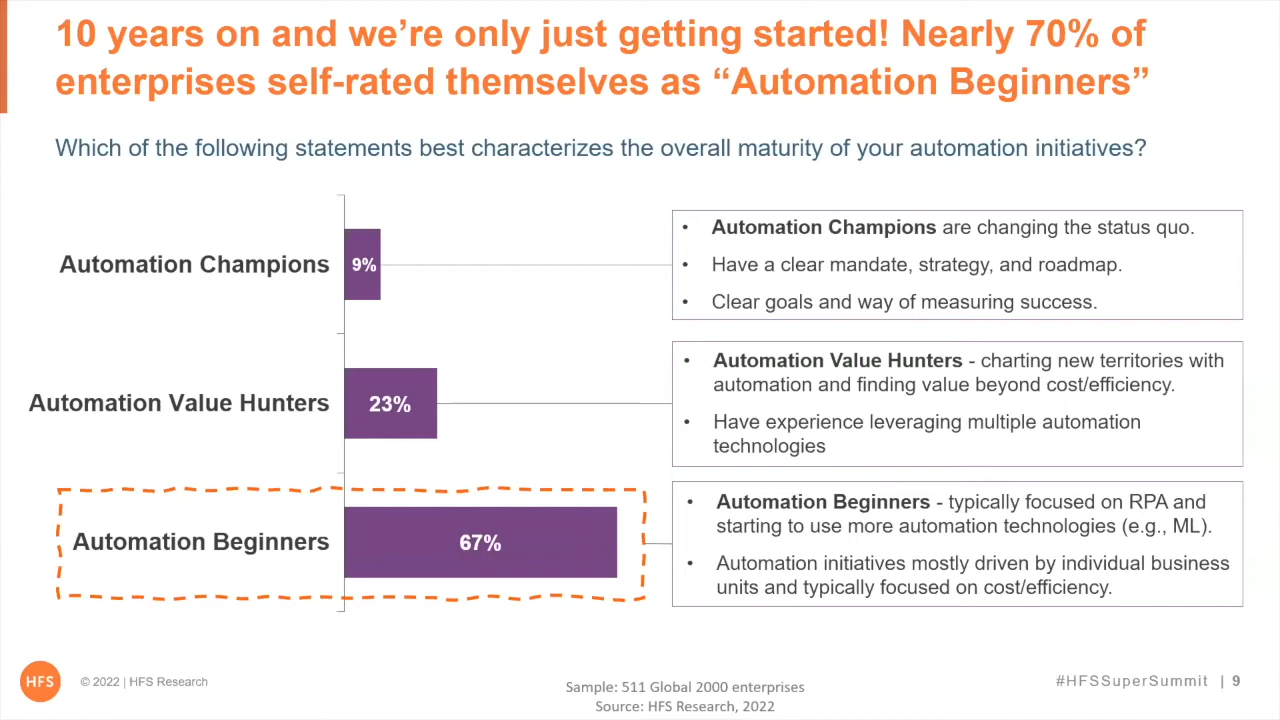 10 years on and we’re only just getting started! Nearly 70% of
enterprises self-rated themselves as “Automation Beginners”
Which of the following statements best characterizes the overall maturity of your automation initiatives?
Automation Champions
9%
• Automation Champions are changing the status quo.
• Have a clear mandate, strategy, and roadmap.
• Clear goals and way of measuring success.
Automation Value Hunters
23%
• Automation Value Hunters - charting new territories with
automation and finding value beyond cost/efficiency.
• Have experience leveraging multiple automation
technologies
Automation Beginners
67%
• Automation Beginners - typically focused on RPA and
starting to use more automation technologies (e.g., ML).
• Automation initiatives mostly driven by individual business
units and typically focused on cost/efficiency.
HFS
© 2022 | HFS Research
Sample: 511 Global 2000 enterprises
Source: HFS Research, 2022
#HFSSuperSummit | 9